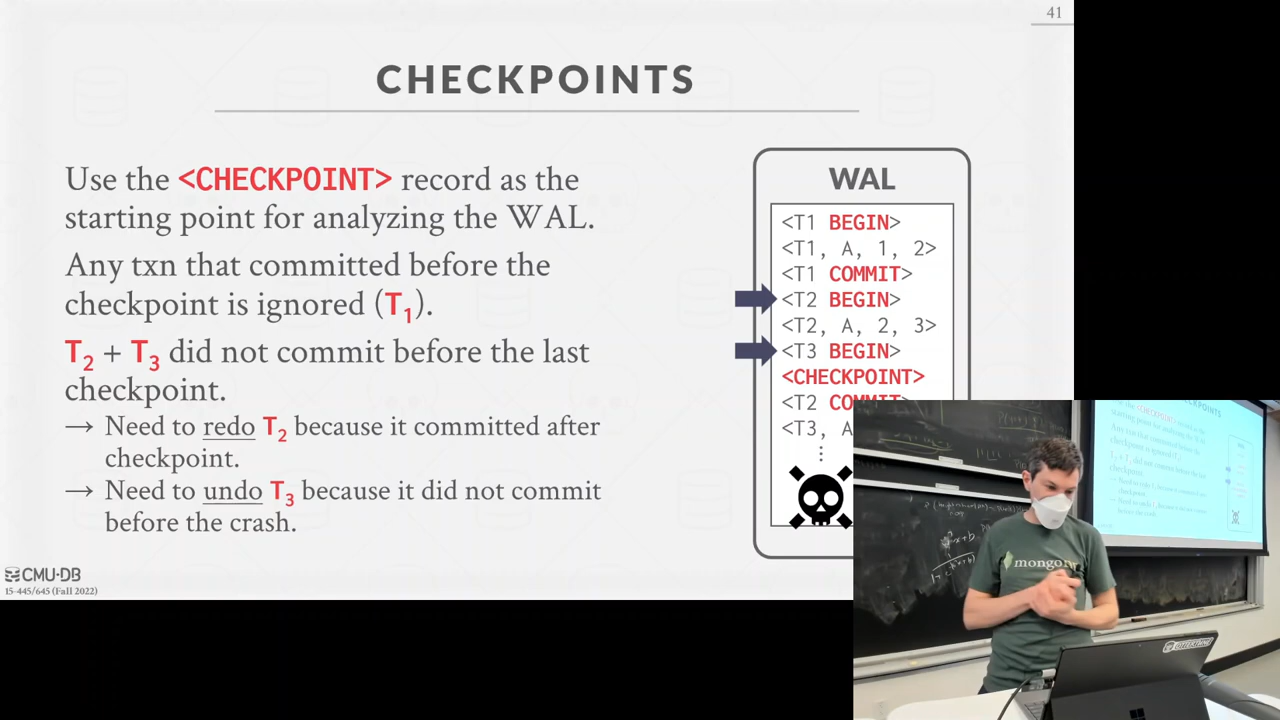 41
CHECKPOINTS
Use the <CHECKPOINT> record as the
starting point for analyzing the WAL.
Any txn that committed before the
checkpoint is ignored (T1).
T2 + T3 did not commit before the last
checkpoint.
→ Need to redo T2 because it committed after
checkpoint.
→ Need to undo T3 because it did not commit
before the crash.
WAL
<T1 BEGIN>
<T1, A, 1, 2>
<T1 COMMIT>
<T2 BEGIN>
<T2, A, 2, 3>
<T3 BEGIN>
<CHECKPOINT>
<T2 COM
<T3, A
⋮
CMU·DB
15-445/645 (Fall 2022)
mongo